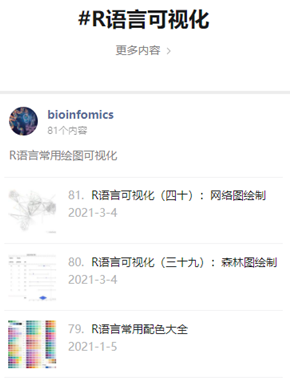 #R语言可视化
更多内容 >
bioinfomics
81个内容
R语言常用绘图可视化
81. R语言可视化（四十）：网络图绘制
2021-3-4
80. R语言可视化（三十九）：森林图绘制
2021-3-4
79. R语言常用配色大全
2021-1-5